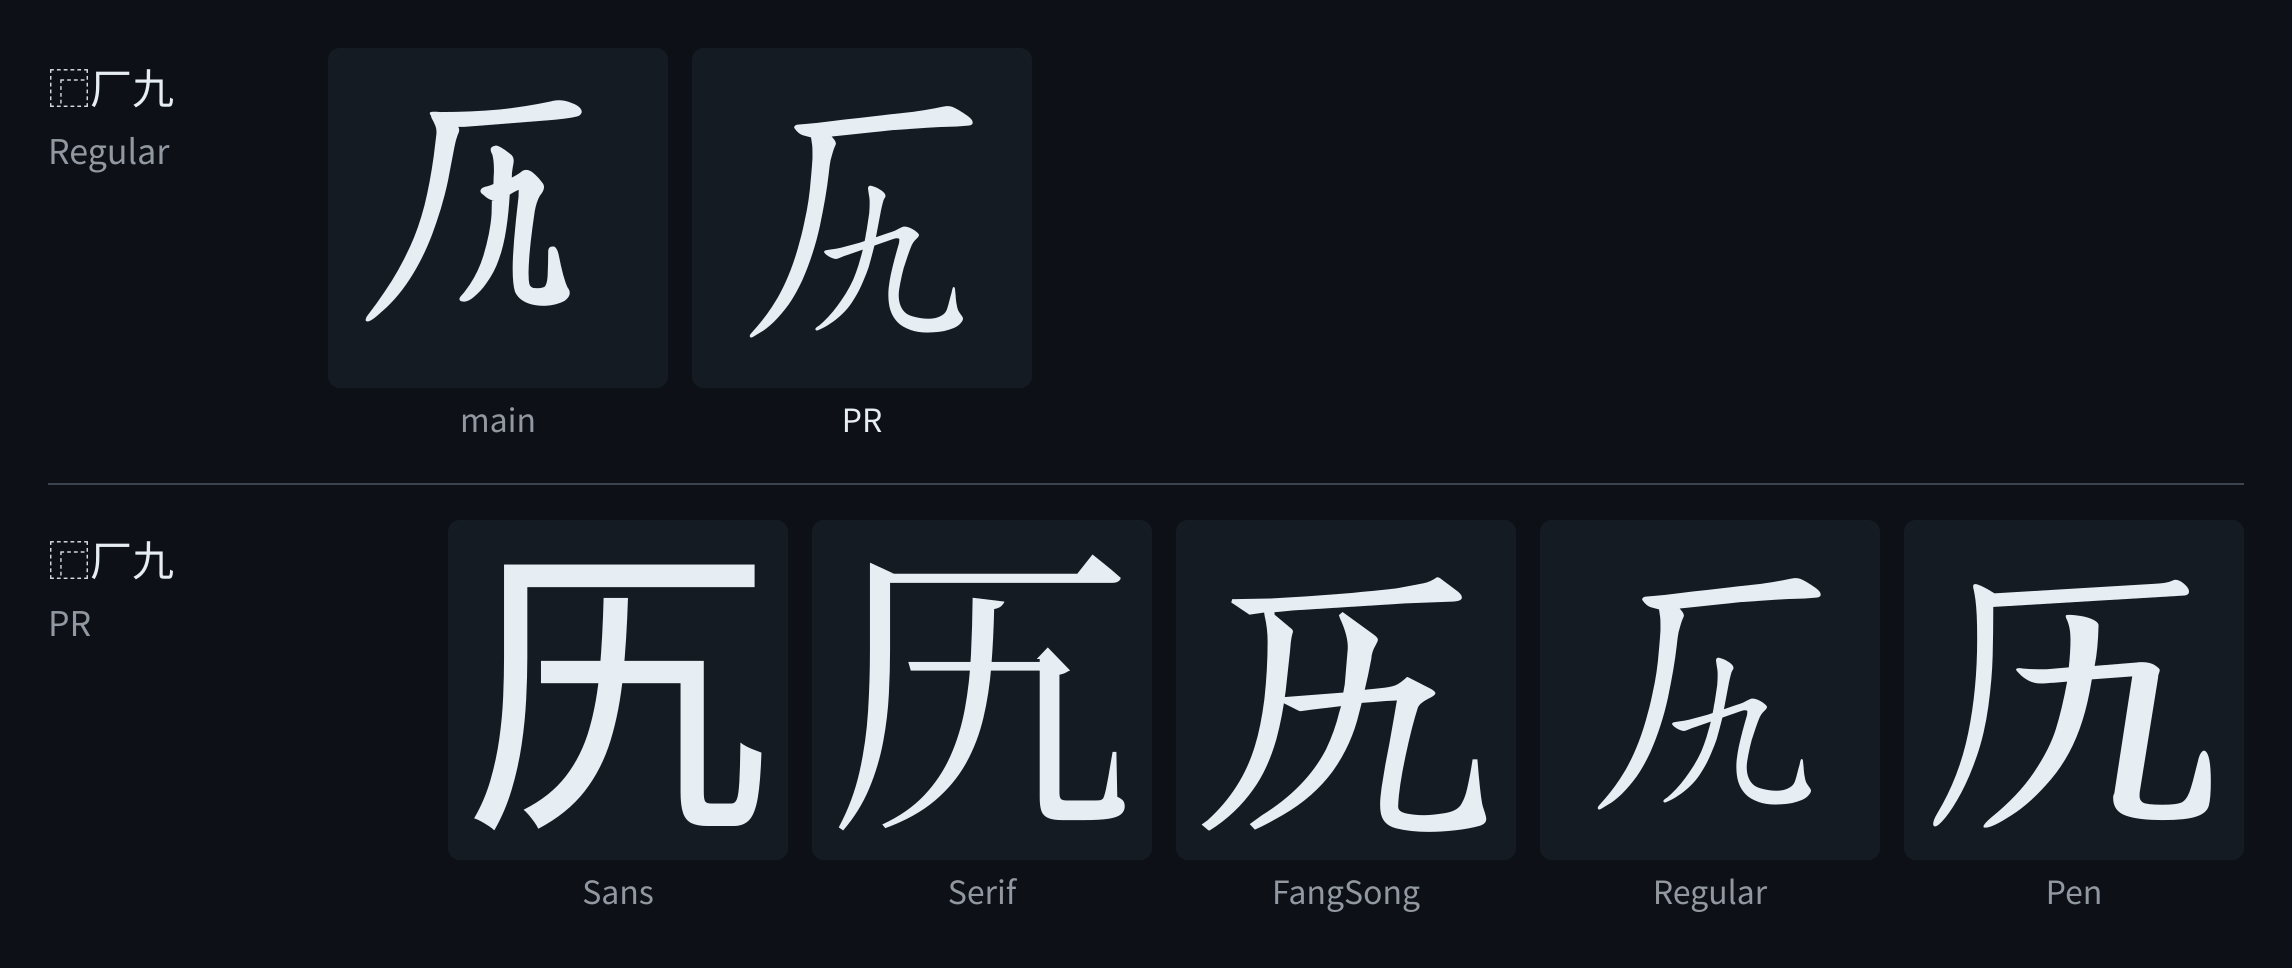 ⿸厂九
Regular
main
PR
⿸厂九
PR
Sans
Serif
FangSong
Regular
Pen